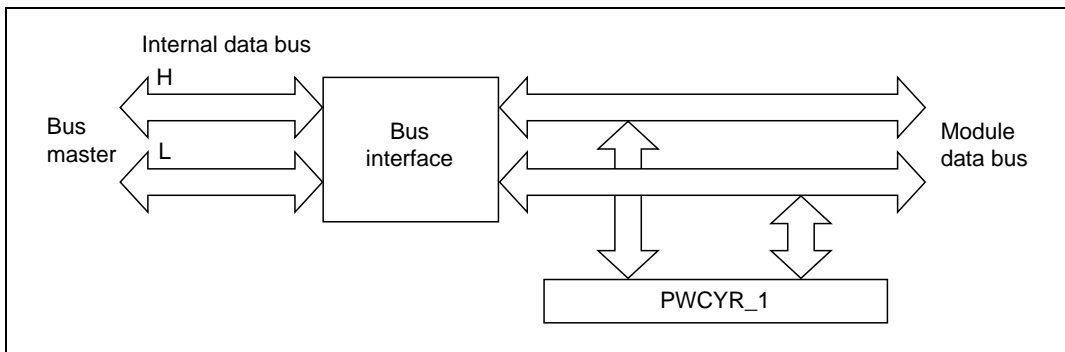 Internal data bus
H
Bus
master
L
Bus
interface
Module
data bus
PWCYR_1